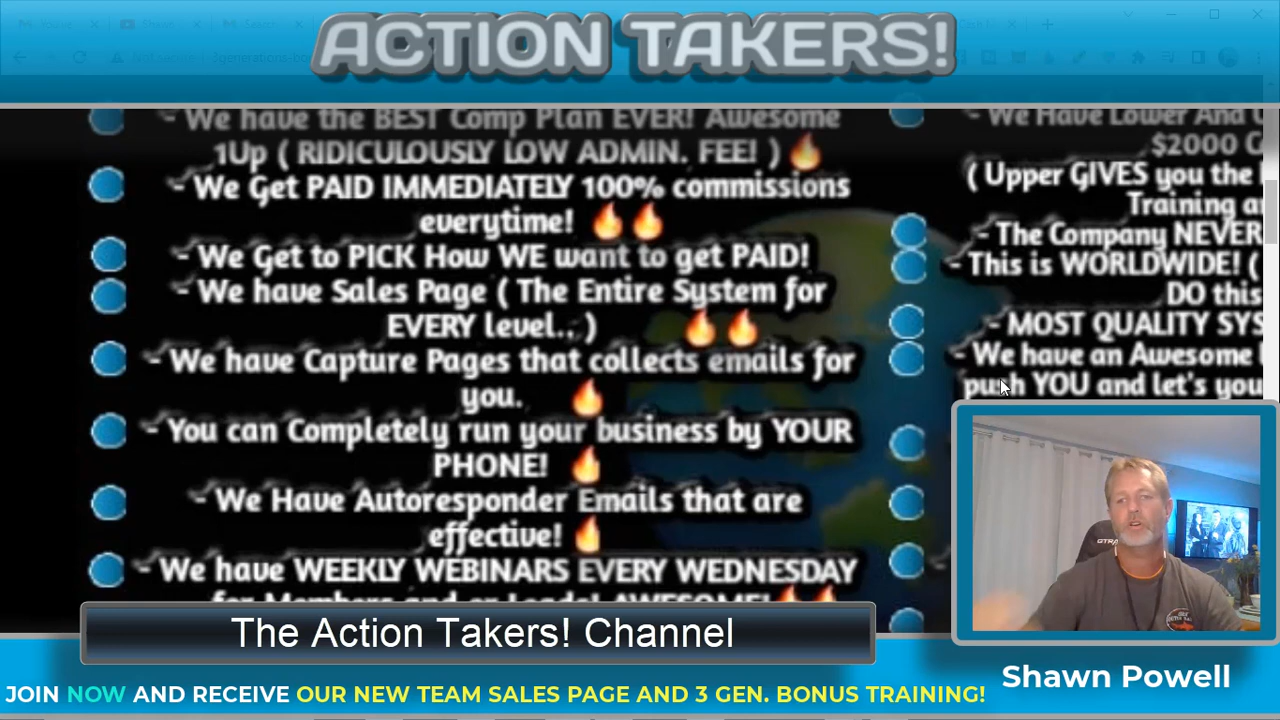 ACTION TAKERS!
- We have the BEST Comp Plan EVER! Awesome
1Up ( RIDICULOUSLY LOW ADMIN. FEE! ) 🔥
- We Get PAID IMMEDIATELY 100% commissions
everytime! 🔥🔥
- We Get to PICK How WE want to get PAID!
- We have Sales Page ( The Entire System for
EVERY level.. ) 🔥🔥
- We have Capture Pages that collects emails for
you. 🔥
- You can Completely run your business by YOUR
PHONE! 🔥
- We Have Autoresponder Emails that are
effective! 🔥
- We have WEEKLY WEBINARS EVERY WEDNESDAY
for Members and or Leads! AWESOME! 🔥🔥
- We Have Lower And
$2000
( Upper GIVES you the
Training
- The Company NEVER
- This is WORLDWIDE! (
DO this
- MOST QUALITY SYS
- We have an Awesome
push YOU and let's you
The Action Takers! Channel
Shawn Powell
JOIN NOW AND RECEIVE OUR NEW TEAM SALES PAGE AND 3 GEN. BONUS TRAINING!